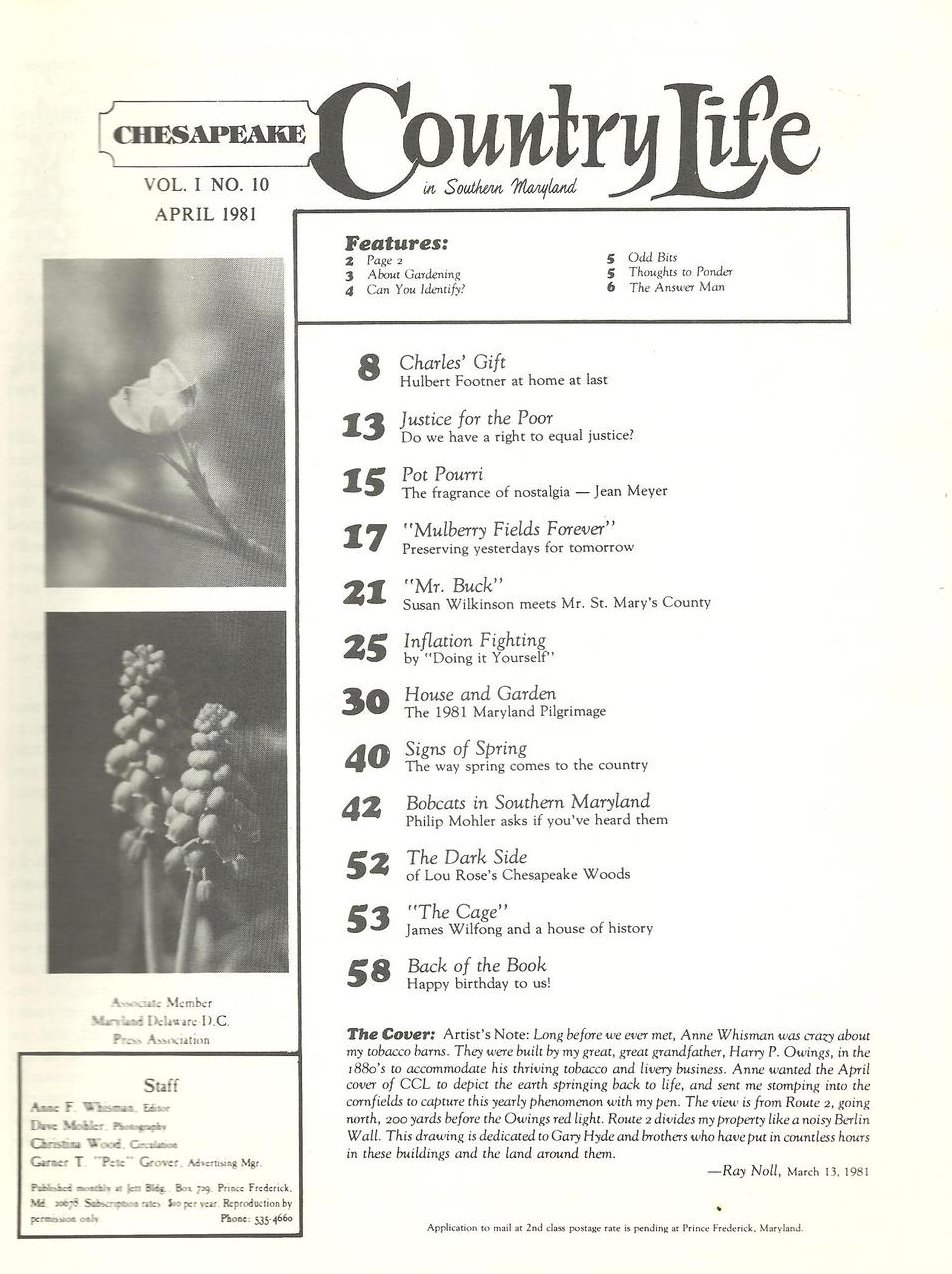 CHESAPEAKE
Country Life
in Southern Maryland
VOL. I NO. 10
APRIL 1981
Features:
2 Page 2
3 About Gardening
4 Can You Identify?
5 Odd Bits
5 Thoughts to Ponder
6 The Answer Man
8 Charles' Gift
Hulbert Footner at home at last
13 Justice for the Poor
Do we have a right to equal justice?
15 Pot Pourri
The fragrance of nostalgia — Jean Meyer
17 "Mulberry Fields Forever"
Preserving yesterdays for tomorrow
21 "Mr. Buck"
Susan Wilkinson meets Mr. St. Mary's County
25 Inflation Fighting
by "Doing it Yourself"
30 House and Garden
The 1981 Maryland Pilgrimage
40 Signs of Spring
The way spring comes to the country
42 Bobcats in Southern Maryland
Philip Mohler asks if you've heard them
52 The Dark Side
of Lou Rose's Chesapeake Woods
53 "The Cage"
James Wilfong and a house of history
58 Back of the Book
Happy birthday to us!
Associate Member
Maryland Delaware D.C.
Press Association
Staff
Anne F. Whisman, Editor
Dave Mohler, Photography
Christina Wood, Circulation
Garner T. "Pete" Grover, Advertising Mgr.
Published monthly at Jett Bldg., Box 729, Prince Frederick,
Md. 20678. Subscription rates $10 per year. Reproduction by
permission only. Phone: 535-4660
The Cover: Artist's Note: Long before we ever met, Anne Whisman was crazy about
my tobacco barns. They were built by my great, great grandfather, Harry P. Owings, in the
1880's to accommodate his thriving tobacco and livery business. Anne wanted the April
cover of CCL to depict the earth springing back to life, and sent me stomping into the
cornfields to capture this yearly phenomenon with my pen. The view is from Route 2, going
north, 200 yards before the Owings red light. Route 2 divides my property like a noisy Berlin
Wall. This drawing is dedicated to Gary Hyde and brothers who have put in countless hours
in these buildings and the land around them.
—Ray Noll, March 13, 1981
Application to mail at 2nd class postage rate is pending at Prince Frederick, Maryland.